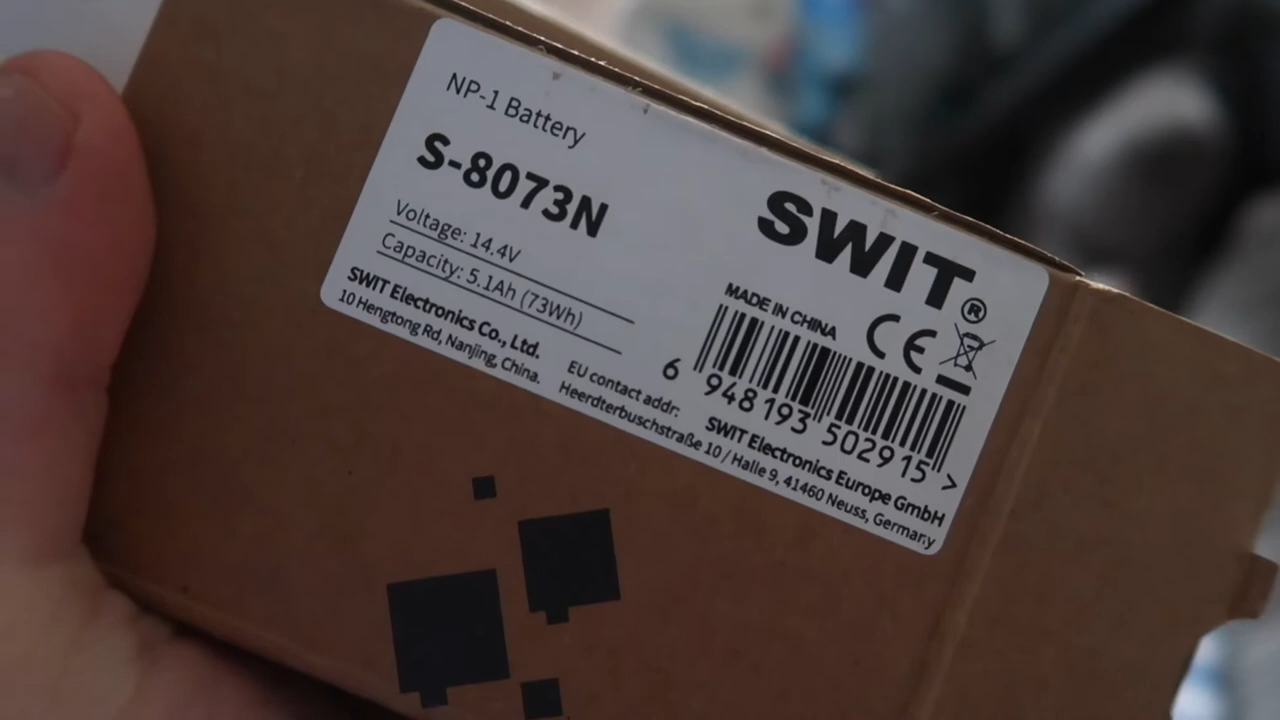 NP-1 Battery
S-8073N
Voltage: 14.4V
Capacity: 5.1Ah (73Wh)
SWIT Electronics Co., Ltd.
10 Hengtong Rd, Nanjing, China.
SWIT®
MADE IN CHINA
CE
6 948193 502915 >
EU contact addr:
SWIT Electronics Europe GmbH
Heerdterbuschstraße 10 / Halle 9, 41460 Neuss, Germany